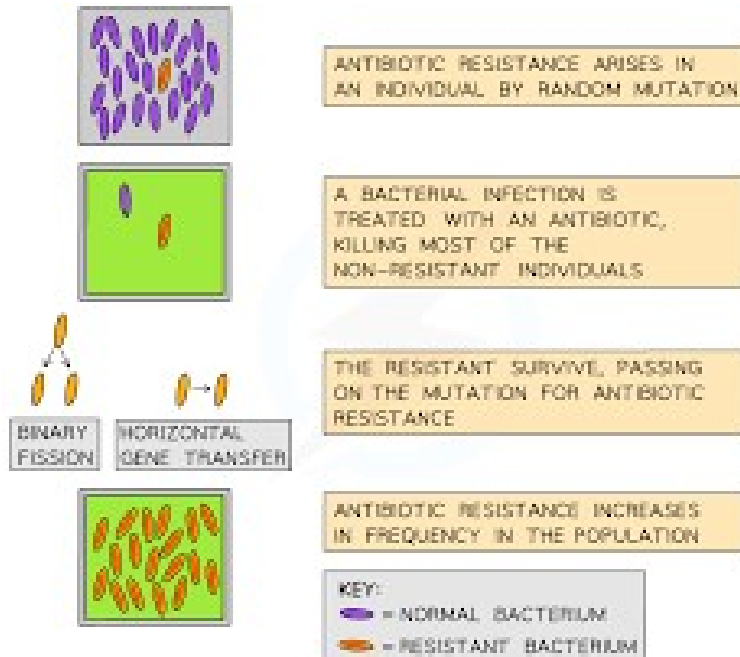 ANTIBIOTIC RESISTANCE ARISES IN
AN INDIVIDUAL BY RANDOM MUTATION
A BACTERIAL INFECTION IS
TREATED WITH AN ANTIBIOTIC,
KILLING MOST OF THE
NON-RESISTANT INDIVIDUALS
THE RESISTANT SURVIVE, PASSING
ON THE MUTATION FOR ANTIBIOTIC
RESISTANCE
BINARY
FISSION
HORIZONTAL
GENE TRANSFER
ANTIBIOTIC RESISTANCE INCREASES
IN FREQUENCY IN THE POPULATION
KEY:
= NORMAL BACTERIUM
= RESISTANT BACTERIUM